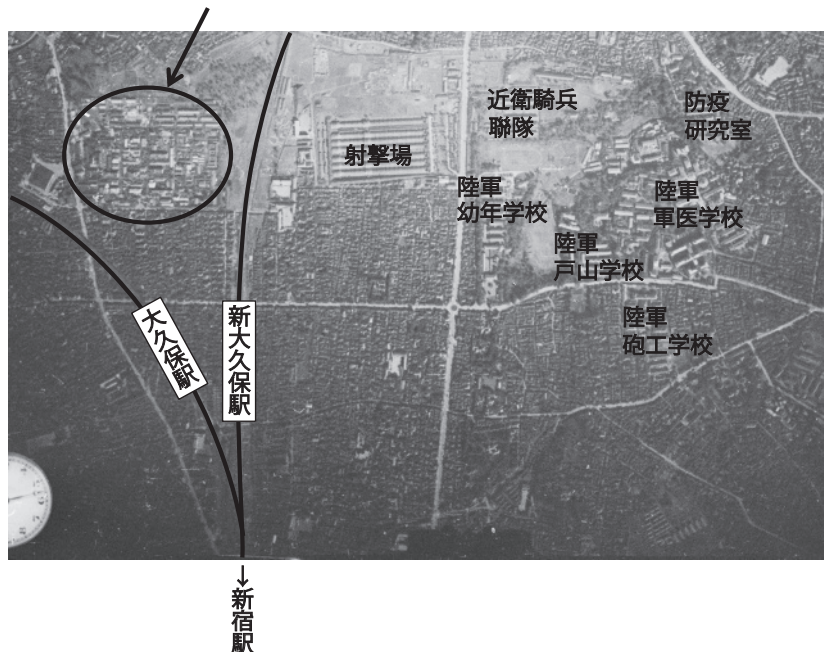 近衛騎兵
聯隊
防疫
研究室
射撃場
陸軍
幼年学校
陸軍
軍医学校
陸軍
戸山学校
陸軍
砲工学校
大久保駅
新大久保駅
↓新宿駅